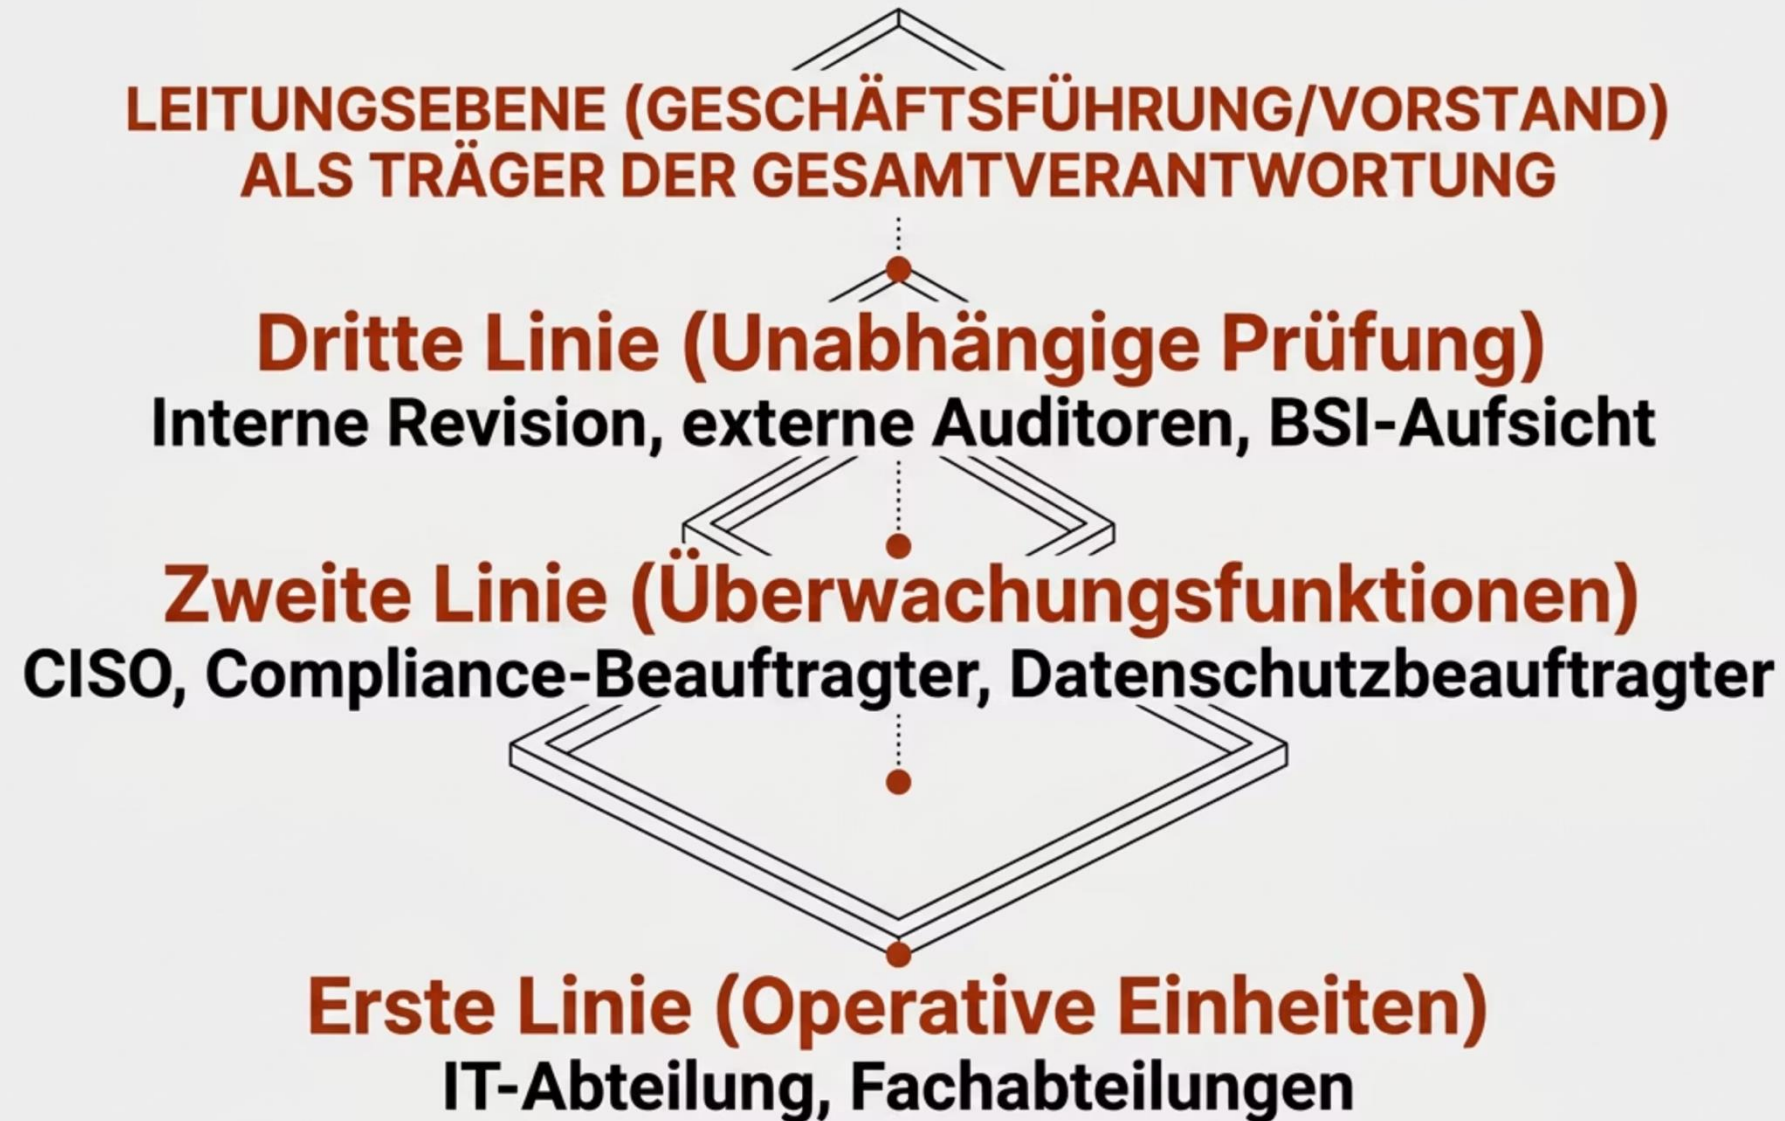 LEITUNGSEBENE (GESCHÄFTSFÜHRUNG/VORSTAND)
ALS TRÄGER DER GESAMTVERANTWORTUNG
Dritte Linie (Unabhängige Prüfung)
Interne Revision, externe Auditoren, BSI-Aufsicht
Zweite Linie (Überwachungsfunktionen)
CISO, Compliance-Beauftragter, Datenschutzbeauftragter
Erste Linie (Operative Einheiten)
IT-Abteilung, Fachabteilungen